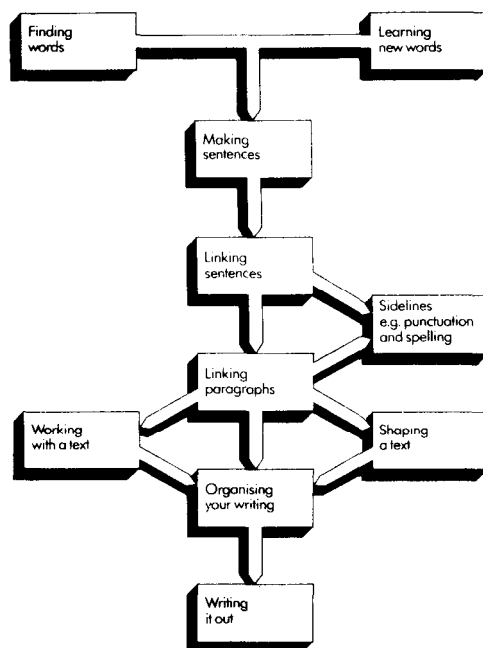 Finding
words
Learning
new words
Making
sentences
Linking
sentences
Sidelines
e.g. punctuation
and spelling
Linking
paragraphs
Working
with a text
Shaping
a text
Organising
your writing
Writing
it out